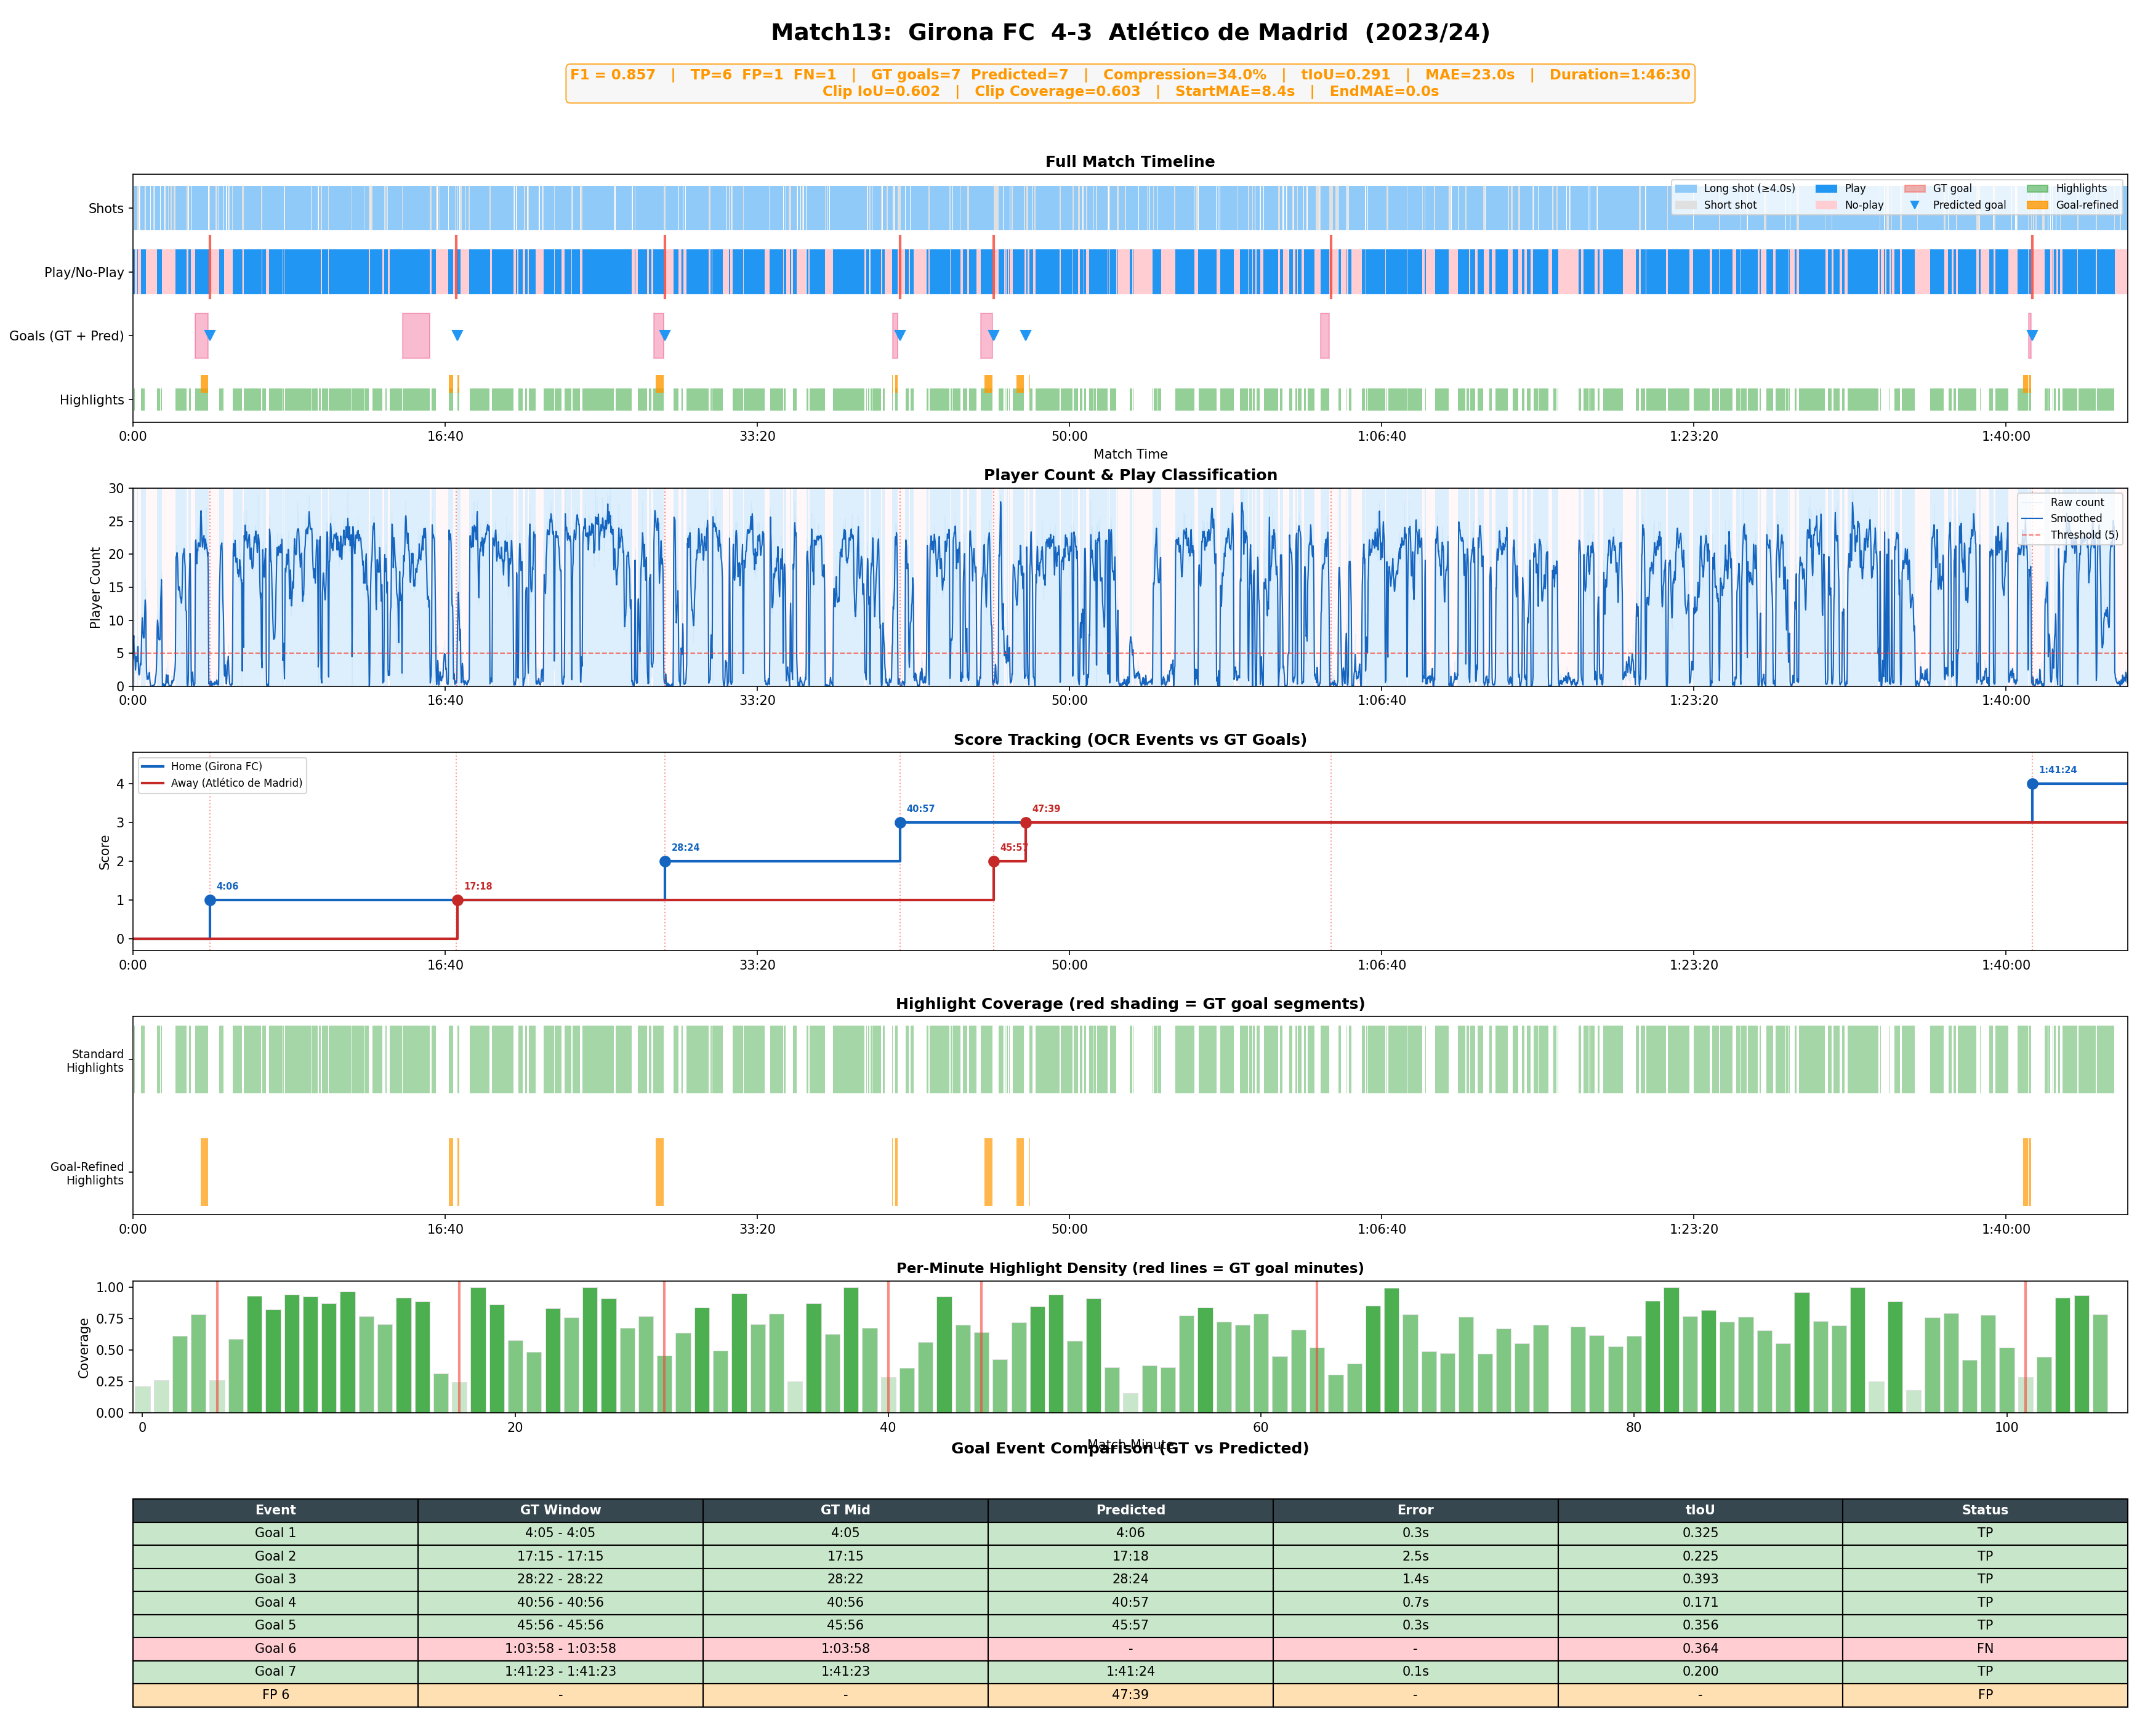 Match13:  Girona FC  4-3  Atlético de Madrid  (2023/24)
F1 = 0.857   |   TP=6  FP=1  FN=1   |   GT goals=7  Predicted=7   |   Compression=34.0%   |   tIoU=0.291   |   MAE=23.0s   |   Duration=1:46:30
Clip IoU=0.602   |   Clip Coverage=0.603   |   StartMAE=8.4s   |   EndMAE=0.0s
Full Match Timeline
Long shot (≥4.0s)  Play  GT goal  Highlights
Short shot  No-play  Predicted goal  Goal-refined
Shots
Play/No-Play
Goals (GT + Pred)
Highlights
0:00  16:40  33:20  50:00  1:06:40  1:23:20  1:40:00
Match Time
Player Count & Play Classification
Player Count
30
25
20
15
10
5
0
Raw count
Smoothed
Threshold (5)
0:00  16:40  33:20  50:00  1:06:40  1:23:20  1:40:00
Score Tracking (OCR Events vs GT Goals)
Home (Girona FC)
Away (Atlético de Madrid)
Score
4
3
2
1
0
4:06
17:18
28:24
40:57
45:57
47:39
1:41:24
0:00  16:40  33:20  50:00  1:06:40  1:23:20  1:40:00
Highlight Coverage (red shading = GT goal segments)
Standard
Highlights
Goal-Refined
Highlights
0:00  16:40  33:20  50:00  1:06:40  1:23:20  1:40:00
Per-Minute Highlight Density (red lines = GT goal minutes)
Coverage
1.00
0.75
0.50
0.25
0.00
0  20  40  60  80  100
Match Minute
Goal Event Comparison (GT vs Predicted)
Event  GT Window  GT Mid  Predicted  Error  tIoU  Status
Goal 1  4:05 - 4:05  4:05  4:06  0.3s  0.325  TP
Goal 2  17:15 - 17:15  17:15  17:18  2.5s  0.225  TP
Goal 3  28:22 - 28:22  28:22  28:24  1.4s  0.393  TP
Goal 4  40:56 - 40:56  40:56  40:57  0.7s  0.171  TP
Goal 5  45:56 - 45:56  45:56  45:57  0.3s  0.356  TP
Goal 6  1:03:58 - 1:03:58  1:03:58  -  -  0.364  FN
Goal 7  1:41:23 - 1:41:23  1:41:23  1:41:24  0.1s  0.200  TP
FP 6  -  -  47:39  -  -  FP